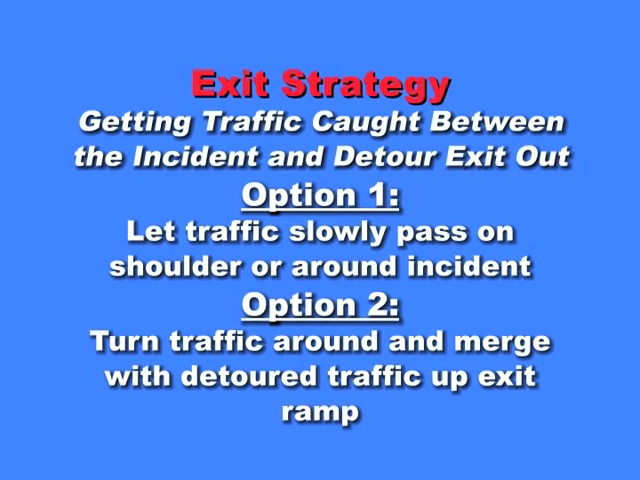 Exit Strategy
Getting Traffic Caught Between
the Incident and Detour Exit Out
Option 1:
Let traffic slowly pass on
shoulder or around incident
Option 2:
Turn traffic around and merge
with detoured traffic up exit
ramp